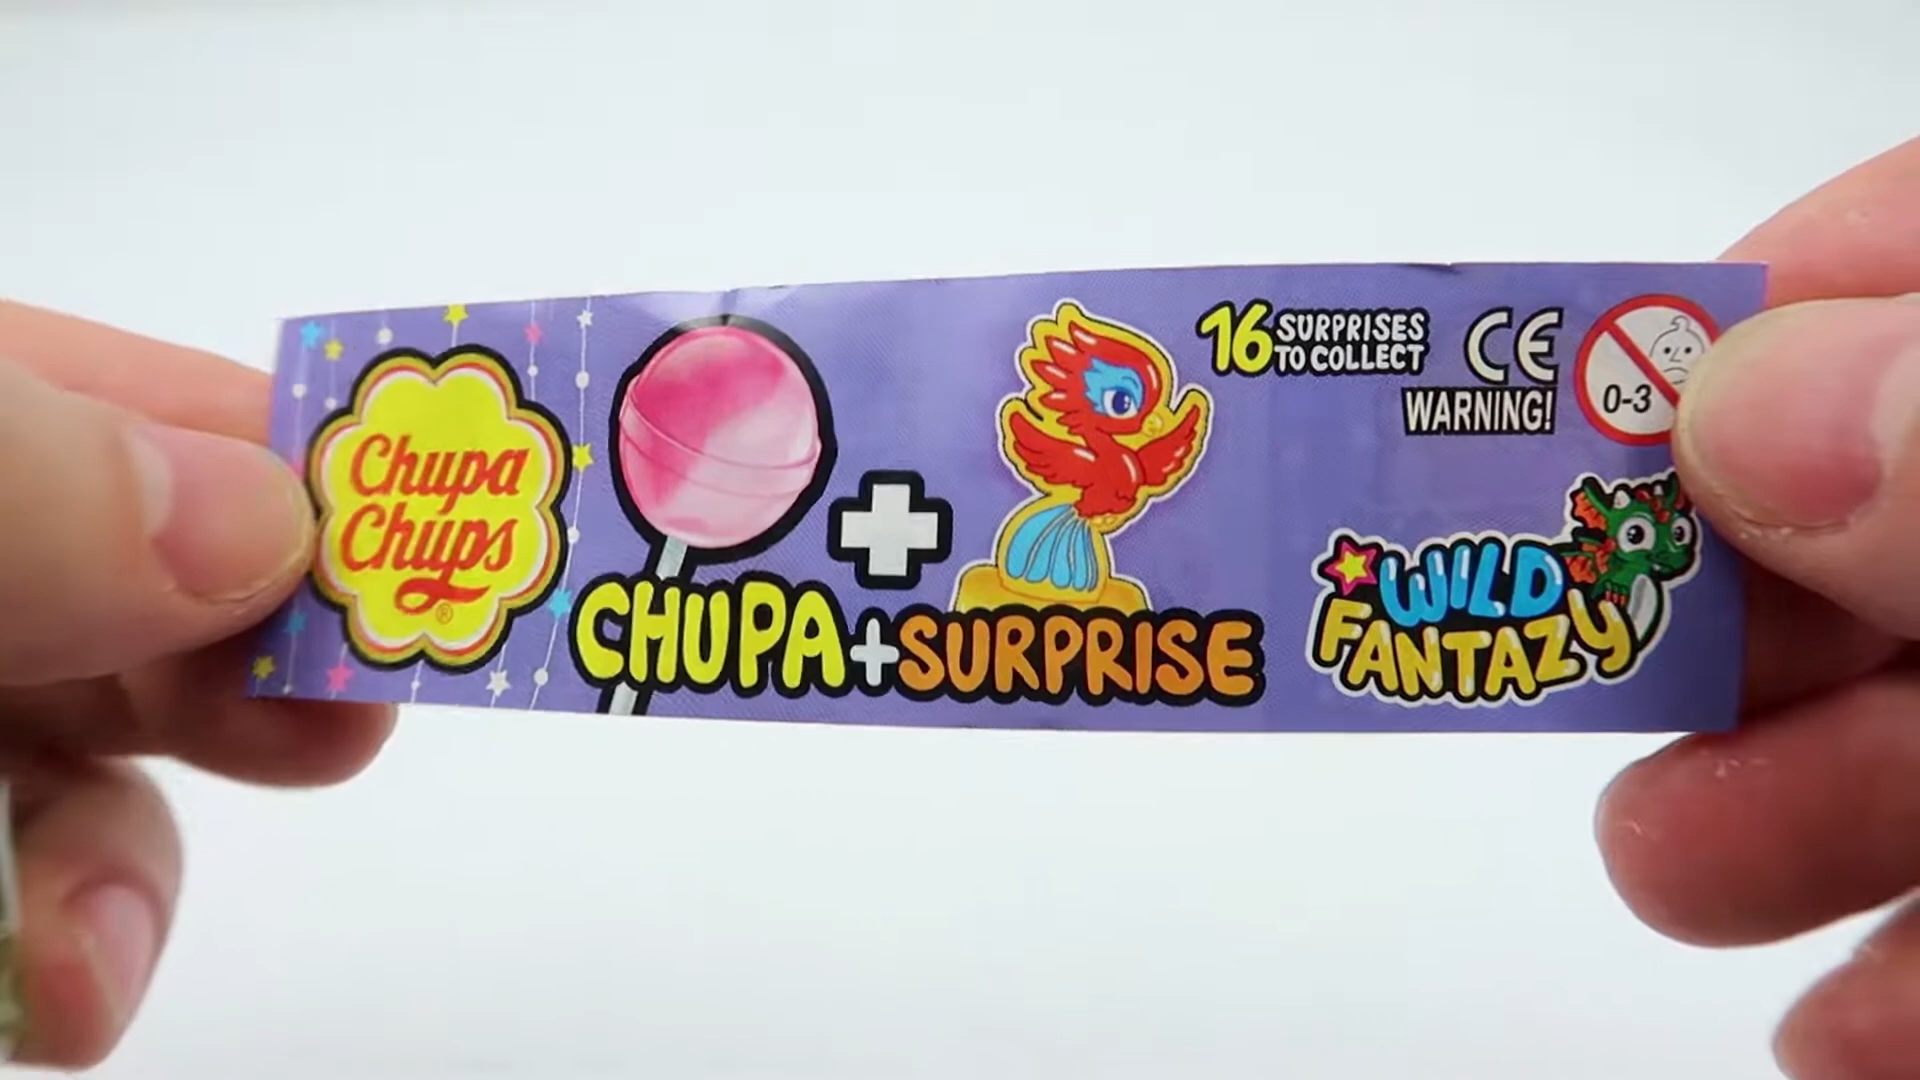 Chupa
Chups
®
CHUPA+SURPRISE
16 SURPRISES
TO COLLECT
CE
WARNING!
0-3
WILD
FANTAZY